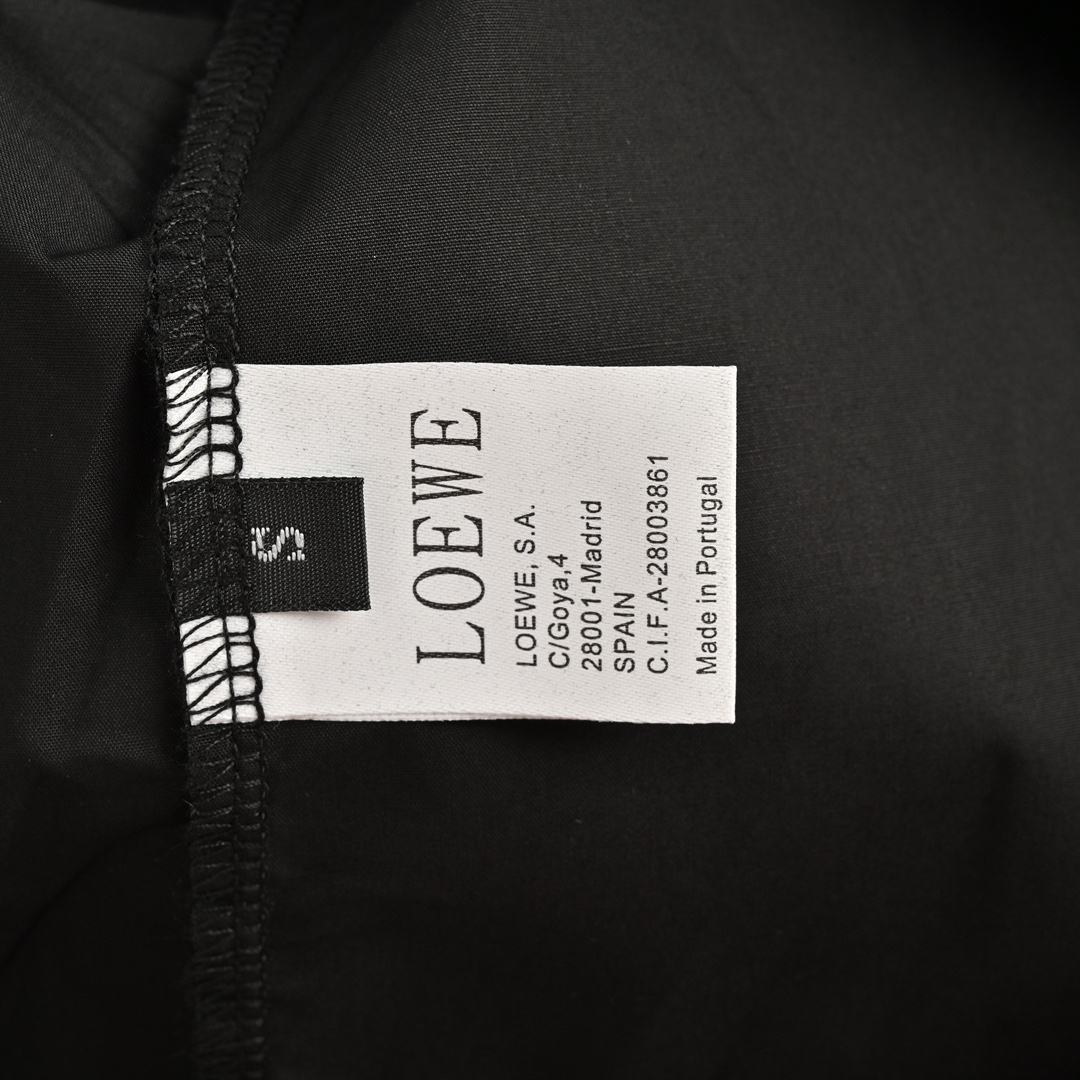 S
LOEWE
LOEWE, S.A.
C/Goya,4
28001-Madrid
SPAIN
C.I.F.A-28003861
Made in Portugal